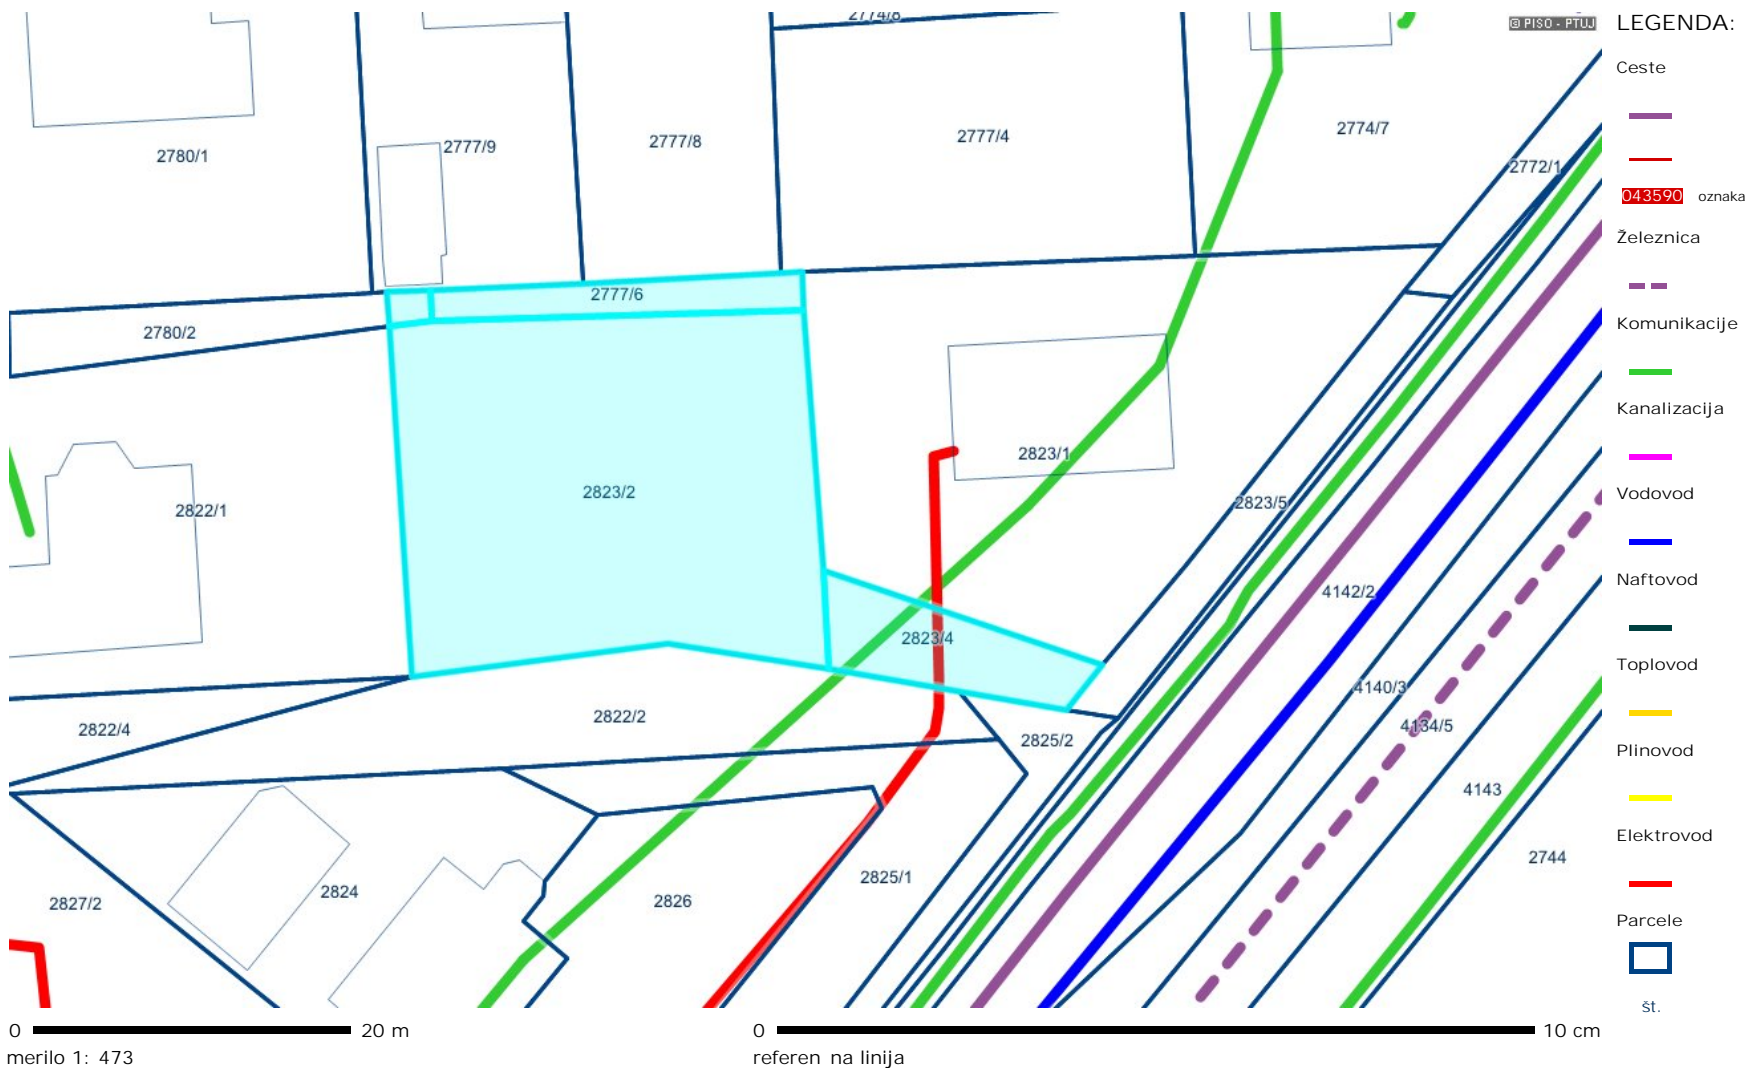 2774/8
© PISO - PTUJ
2780/1
2777/9
2777/8
2777/4
2774/7
2772/1
2777/6
2780/2
2823/1
2823/2
2823/5
2822/1
4142/2
2823/4
4140/3
2822/2
4134/5
2822/4
2825/2
4143
2744
2825/1
2824
2826
2827/2
LEGENDA:
Ceste
043590 oznaka
Železnica
Komunikacije
Kanalizacija
Vodovod
Naftovod
Toplovod
Plinovod
Elektrovod
Parcele
št.
0 20 m
merilo 1: 473
0 10 cm
referen na linija